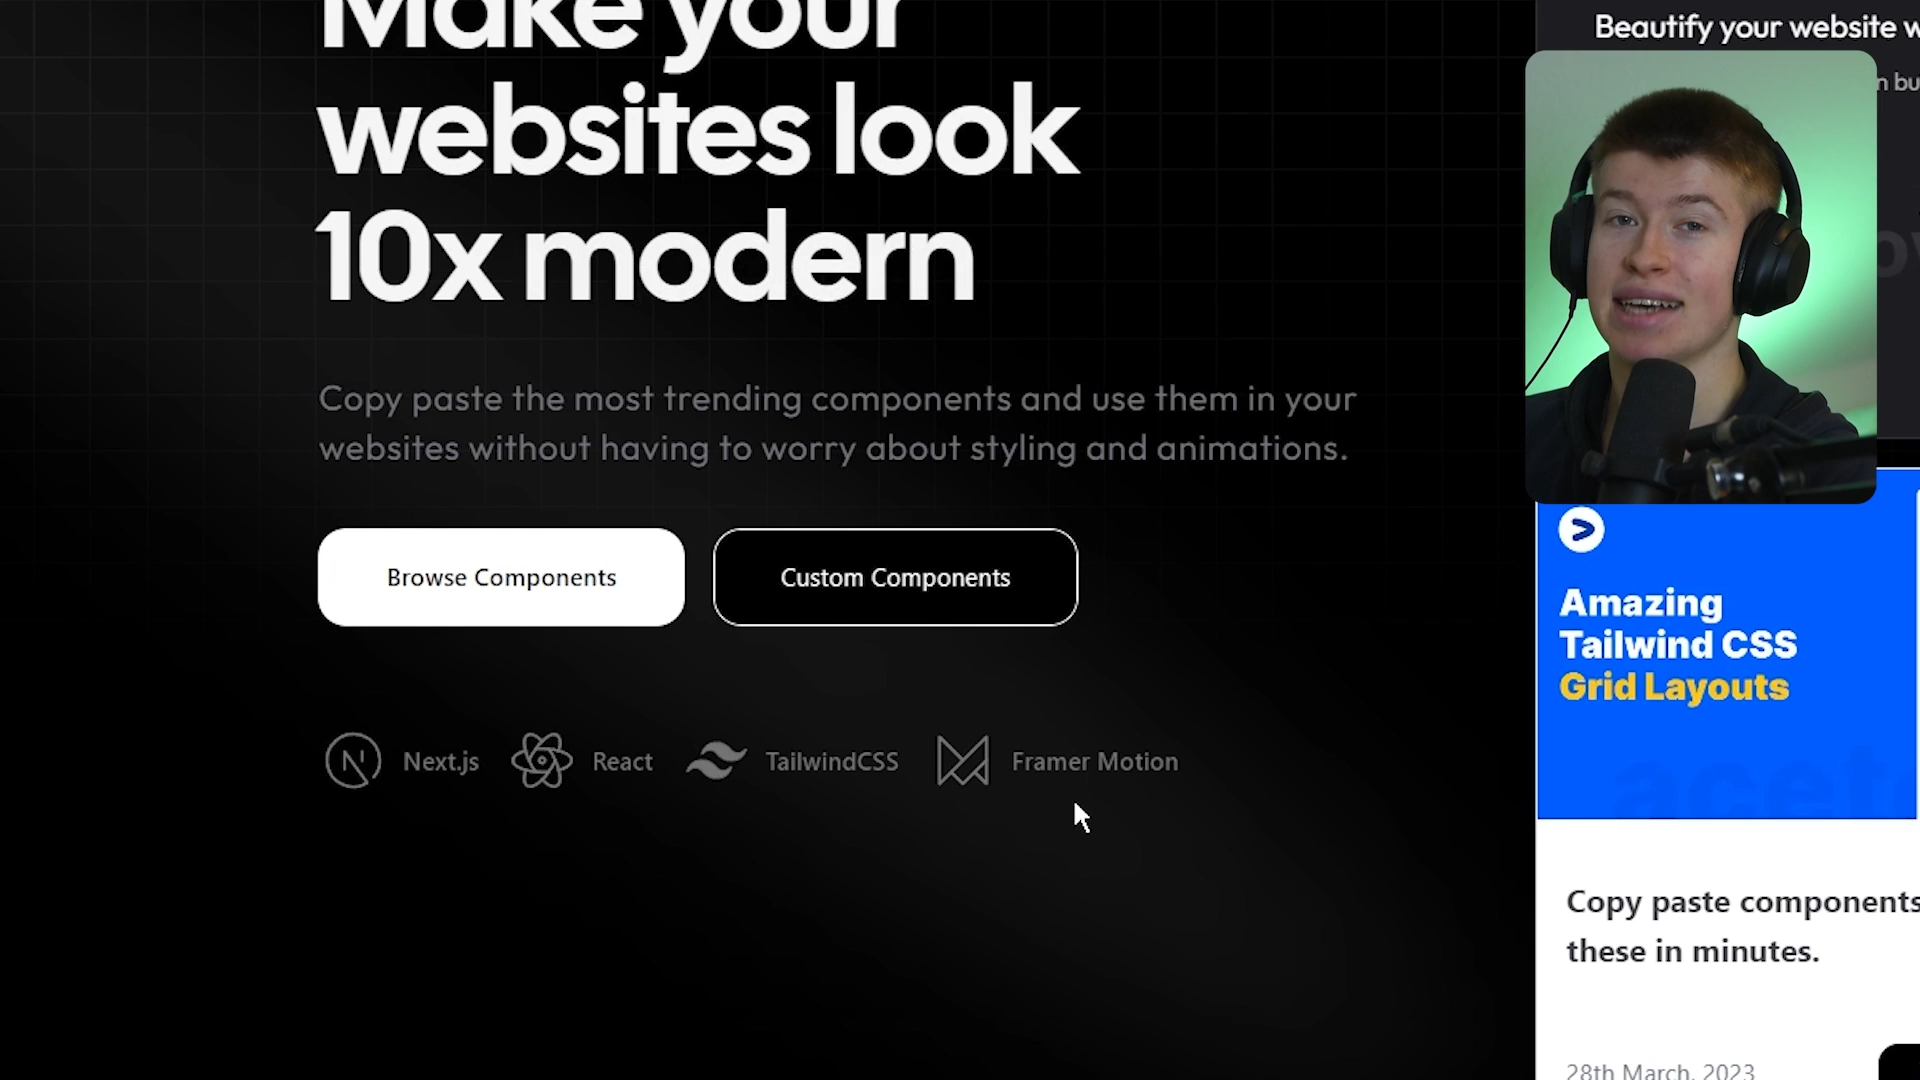 Make your
websites look
10x modern
Copy paste the most trending components and use them in your
websites without having to worry about styling and animations.
Browse Components
Custom Components
Next.js
React
TailwindCSS
Framer Motion
Beautify your website w
n bu
Amazing
Tailwind CSS
Grid Layouts
acet
Copy paste components
these in minutes.
28th March, 2023